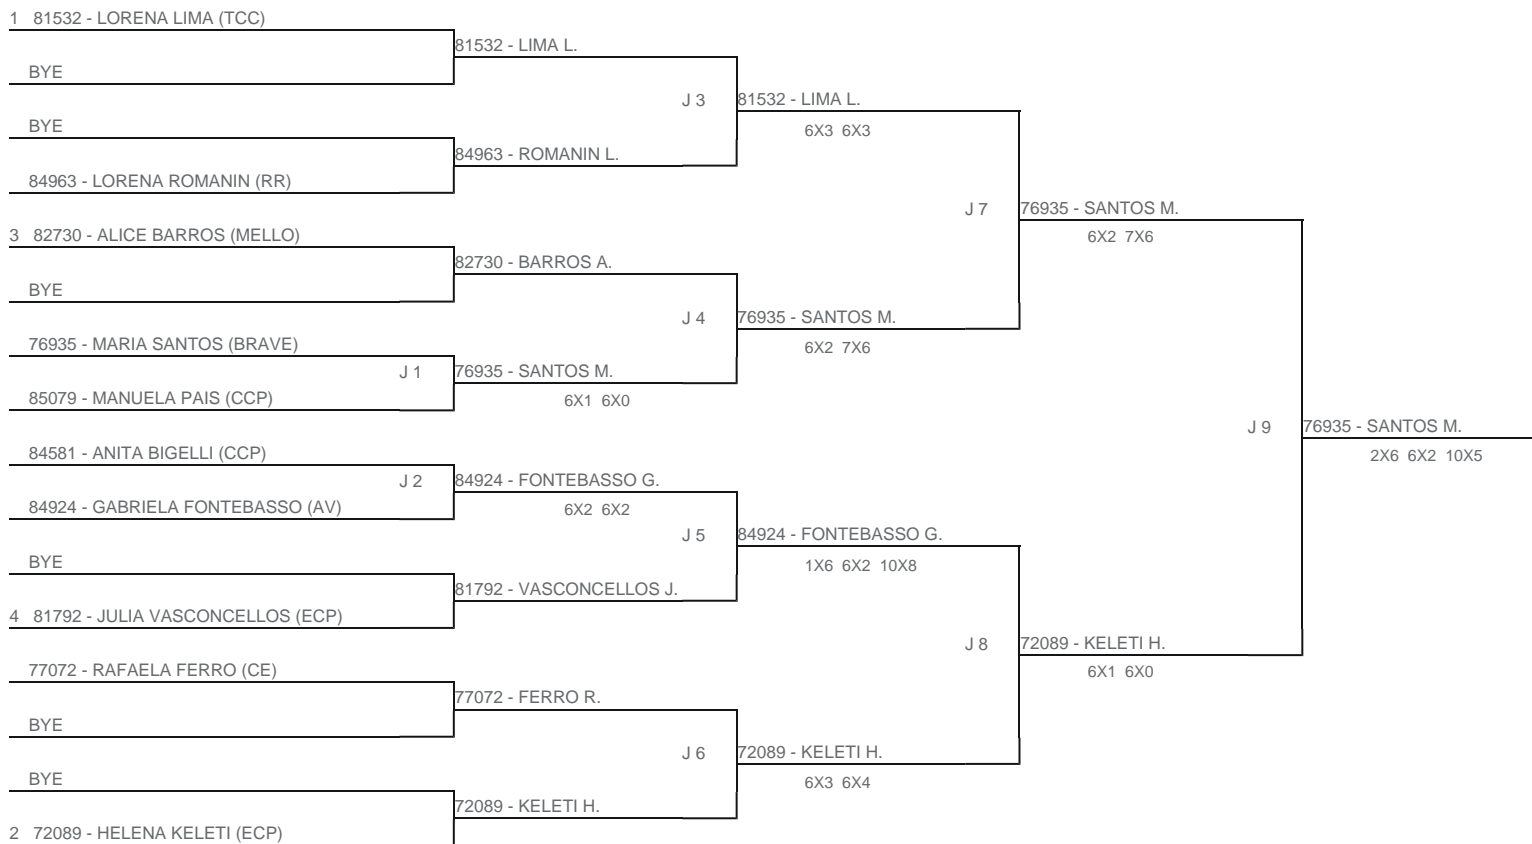 1 81532 - LORENA LIMA (TCC)
81532 - LIMA L.
BYE
J 3
81532 - LIMA L.
6X3 6X3
BYE
84963 - ROMANIN L.
84963 - LORENA ROMANIN (RR)
J 7
76935 - SANTOS M.
6X2 7X6
3 82730 - ALICE BARROS (MELLO)
82730 - BARROS A.
BYE
J 4
76935 - SANTOS M.
6X2 7X6
76935 - MARIA SANTOS (BRAVE)
J 1
76935 - SANTOS M.
6X1 6X0
85079 - MANUELA PAIS (CCP)
J 9
76935 - SANTOS M.
2X6 6X2 10X5
84581 - ANITA BIGELLI (CCP)
J 2
84924 - FONTEBASSO G.
6X2 6X2
84924 - GABRIELA FONTEBASSO (AV)
J 5
84924 - FONTEBASSO G.
1X6 6X2 10X8
BYE
81792 - VASCONCELLOS J.
4 81792 - JULIA VASCONCELLOS (ECP)
J 8
72089 - KELETI H.
6X1 6X0
77072 - RAFAELA FERRO (CE)
77072 - FERRO R.
BYE
J 6
72089 - KELETI H.
6X3 6X4
BYE
72089 - KELETI H.
2 72089 - HELENA KELETI (ECP)